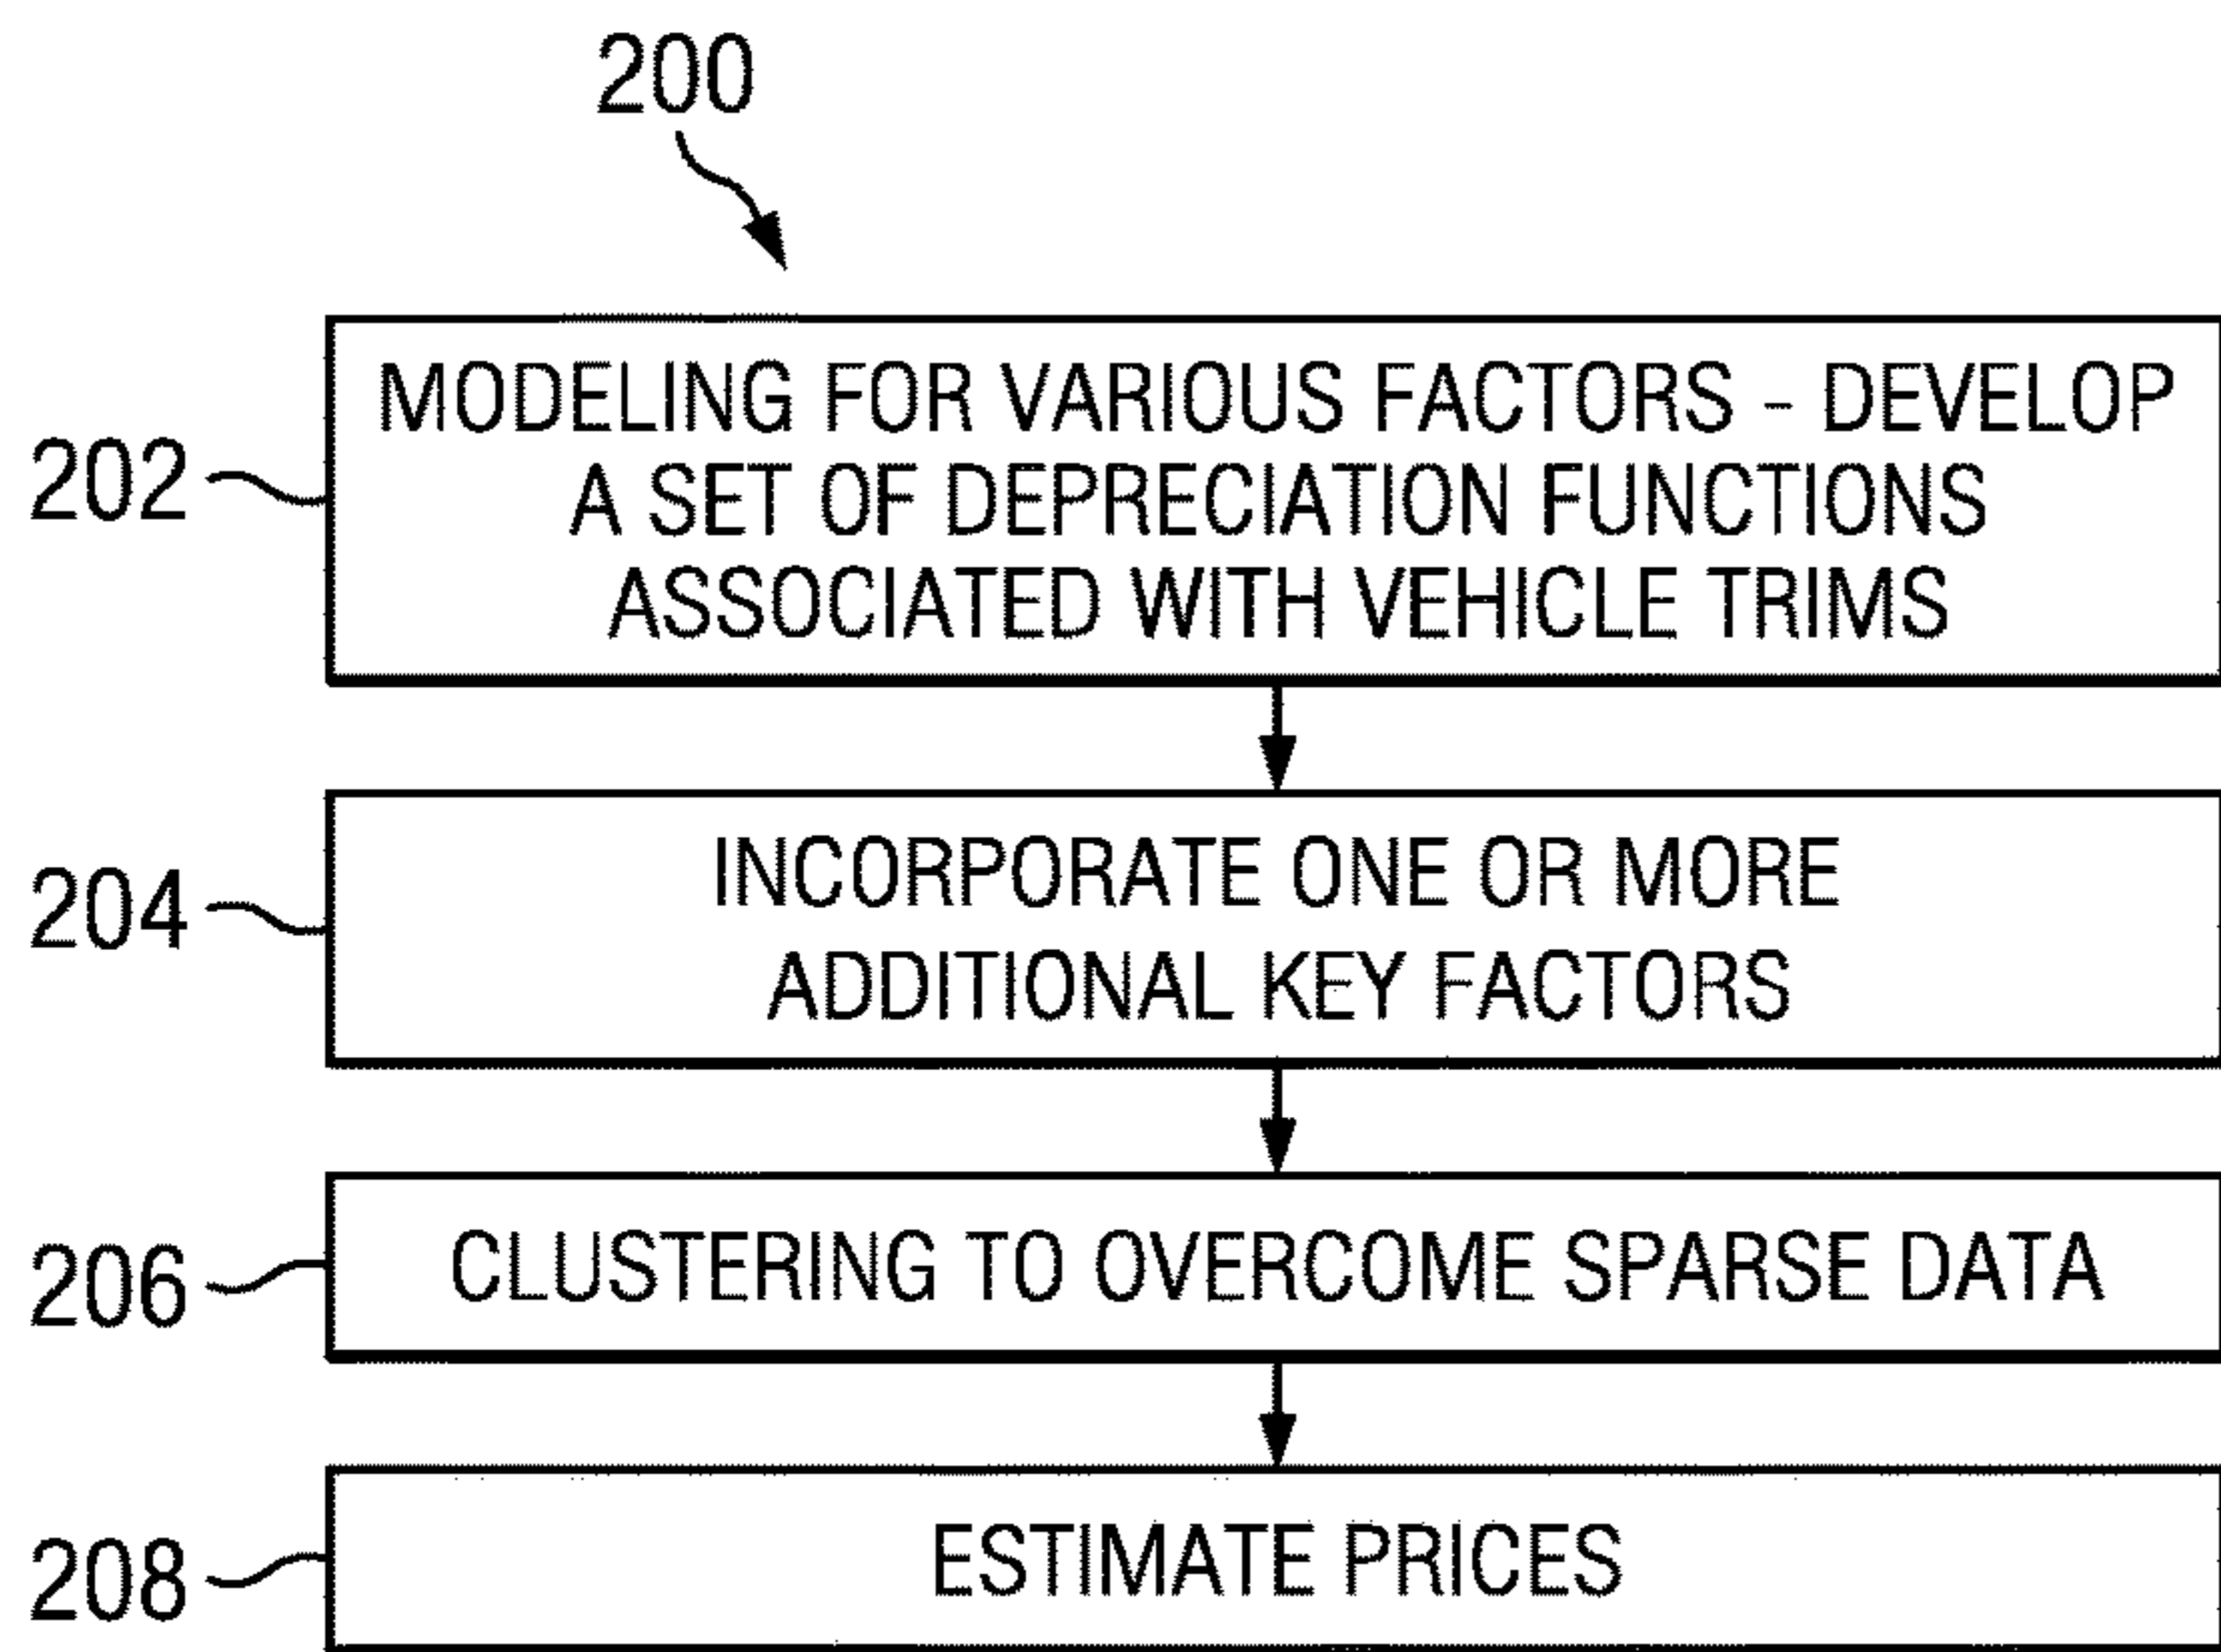 200
202
MODELING FOR VARIOUS FACTORS - DEVELOP
A SET OF DEPRECIATION FUNCTIONS
ASSOCIATED WITH VEHICLE TRIMS
204
INCORPORATE ONE OR MORE
ADDITIONAL KEY FACTORS
206
CLUSTERING TO OVERCOME SPARSE DATA
208
ESTIMATE PRICES